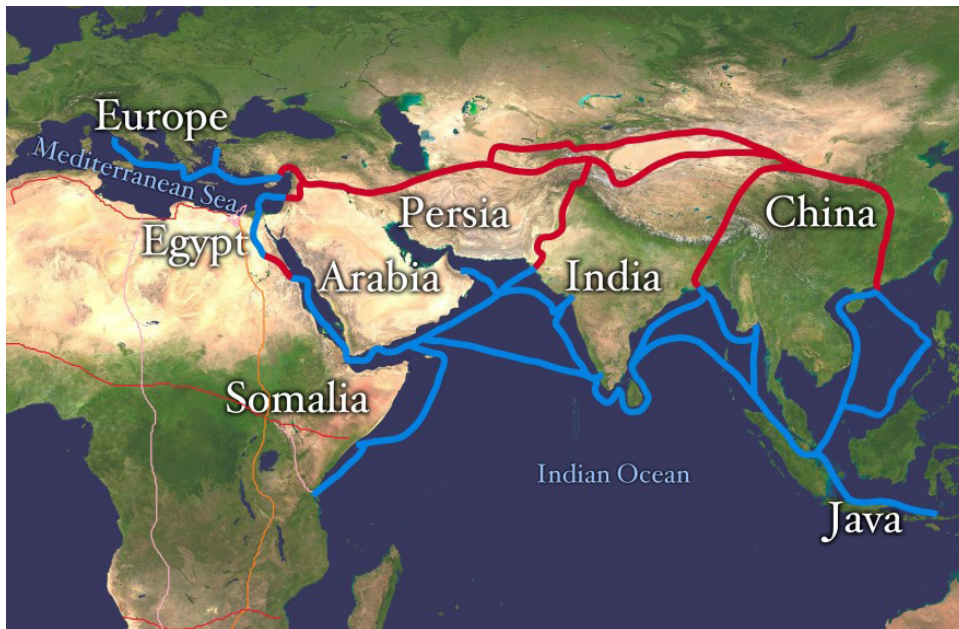 Europe
Mediterranean Sea
Egypt
Persia
China
Arabia
India
Somalia
Indian Ocean
Java